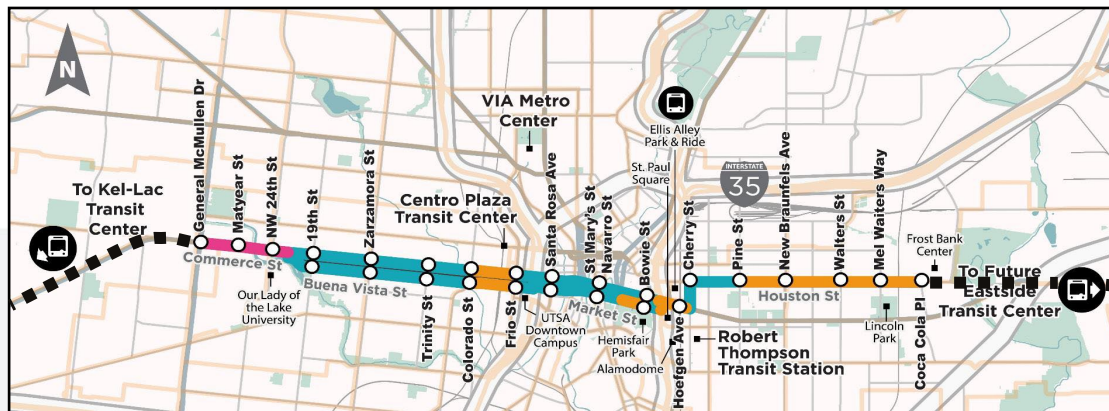 N
To Kel-Lac
Transit
Center
General McMullen Dr
Matyear St
NW 24th St
19th St
Zarzamora St
Commerce St
Buena Vista St
Our Lady of
the Lake
University
Trinity St
Colorado St
Frio St
Centro Plaza
Transit Center
VIA Metro
Center
UTSA
Downtown
Campus
Santa Rosa Ave
St Mary's St
Navarro St
Market St
Bowie St
Hemisfair
Park
Alamodome
St. Paul
Square
Ellis Alley
Park & Ride
Hoefgen Ave
Cherry St
Robert
Thompson
Transit Station
INTERSTATE
35
Pine St
New Braunfels Ave
Walters St
Mel Waiters Way
Houston St
Lincoln
Park
Coca Cola Pl
Frost Bank
Center
To Future
Eastside
Transit Center